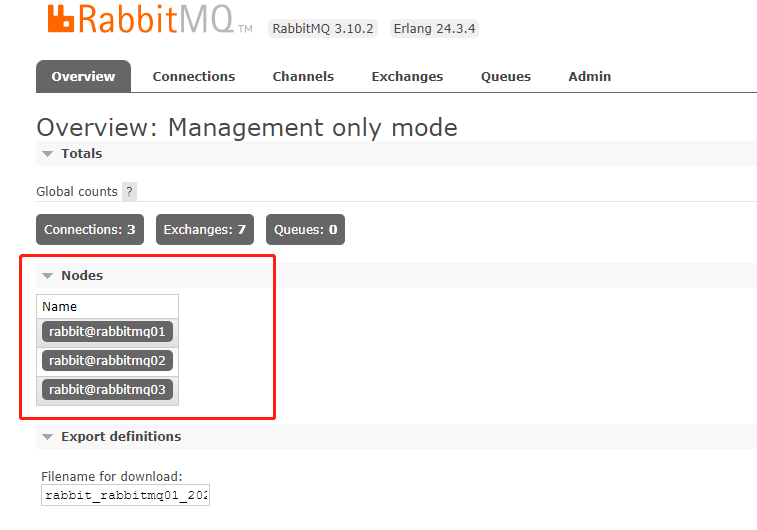 RabbitMQ TM RabbitMQ 3.10.2 Erlang 24.3.4
Overview Connections Channels Exchanges Queues Admin
Overview: Management only mode
Totals
Global counts ?
Connections: 3 Exchanges: 7 Queues: 0
Nodes
Name
rabbit@rabbitmq01
rabbit@rabbitmq02
rabbit@rabbitmq03
Export definitions
Filename for download:
rabbit_rabbitmq01_202